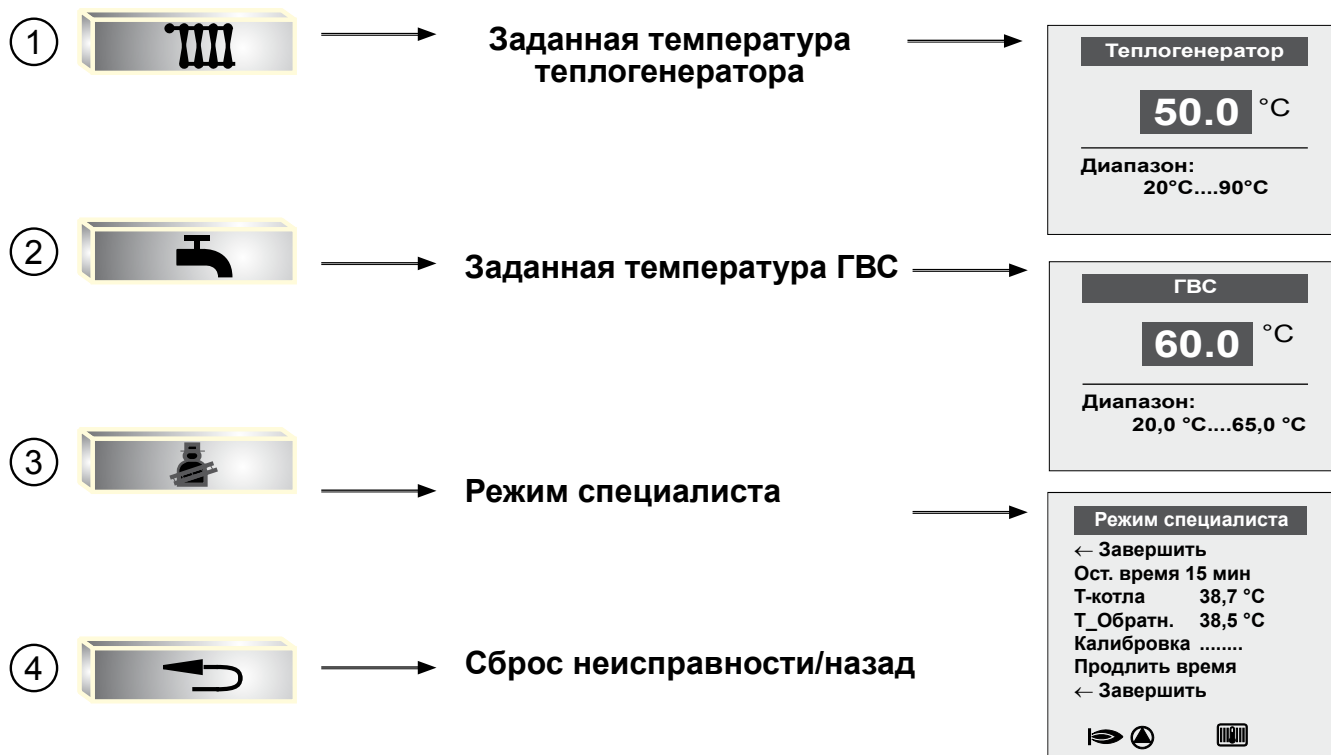 1
Заданная температура
теплогенератора
Теплогенератор
50.0 °C
Диапазон:
20°C....90°C
2
Заданная температура ГВС
ГВС
60.0 °C
Диапазон:
20,0 °C....65,0 °C
3
Режим специалиста
Режим специалиста
← Завершить
Ост. время 15 мин
Т-котла 38,7 °C
Т_Обратн. 38,5 °C
Калибровка ........
Продлить время
← Завершить
4
Сброс неисправности/назад